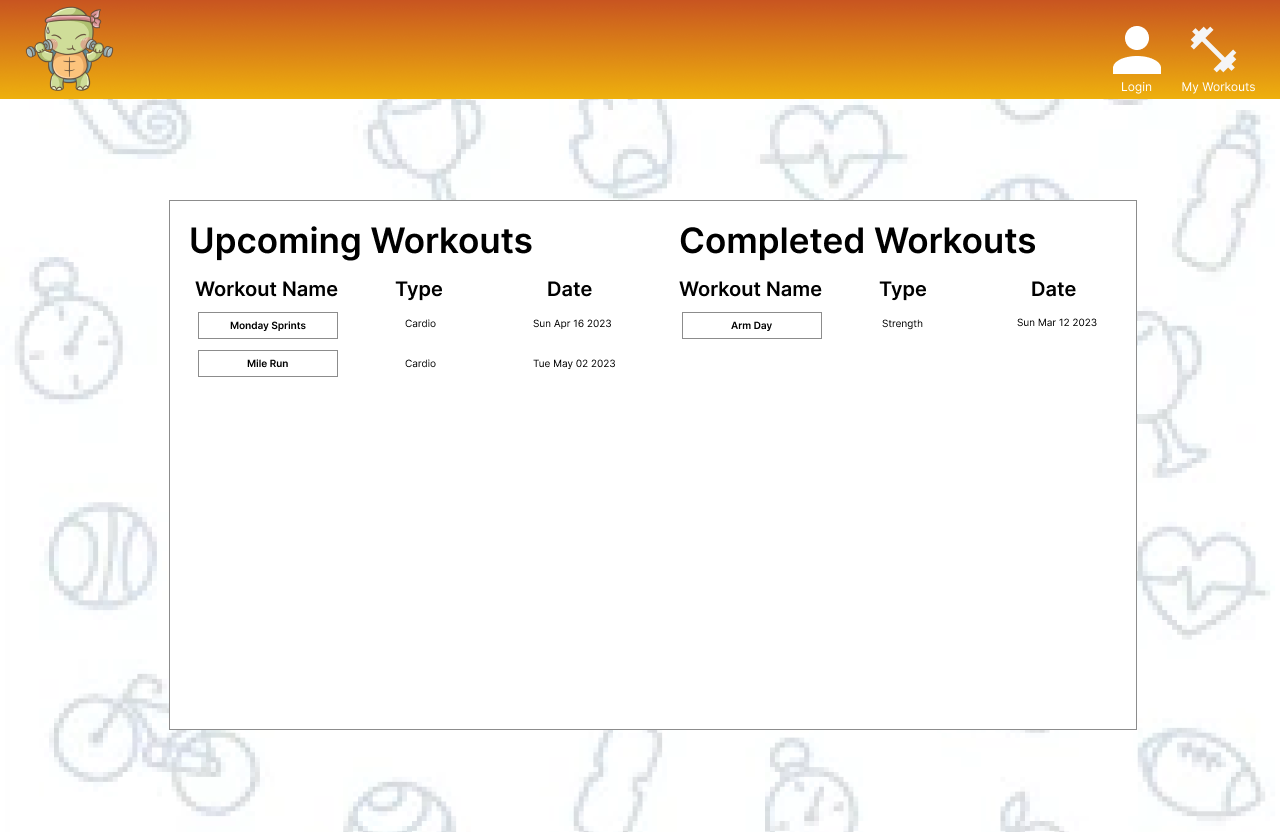 Login
My Workouts
Upcoming Workouts
Workout Name Type Date
Monday Sprints Cardio Sun Apr 16 2023
Mile Run Cardio Tue May 02 2023
Completed Workouts
Workout Name Type Date
Arm Day Strength Sun Mar 12 2023